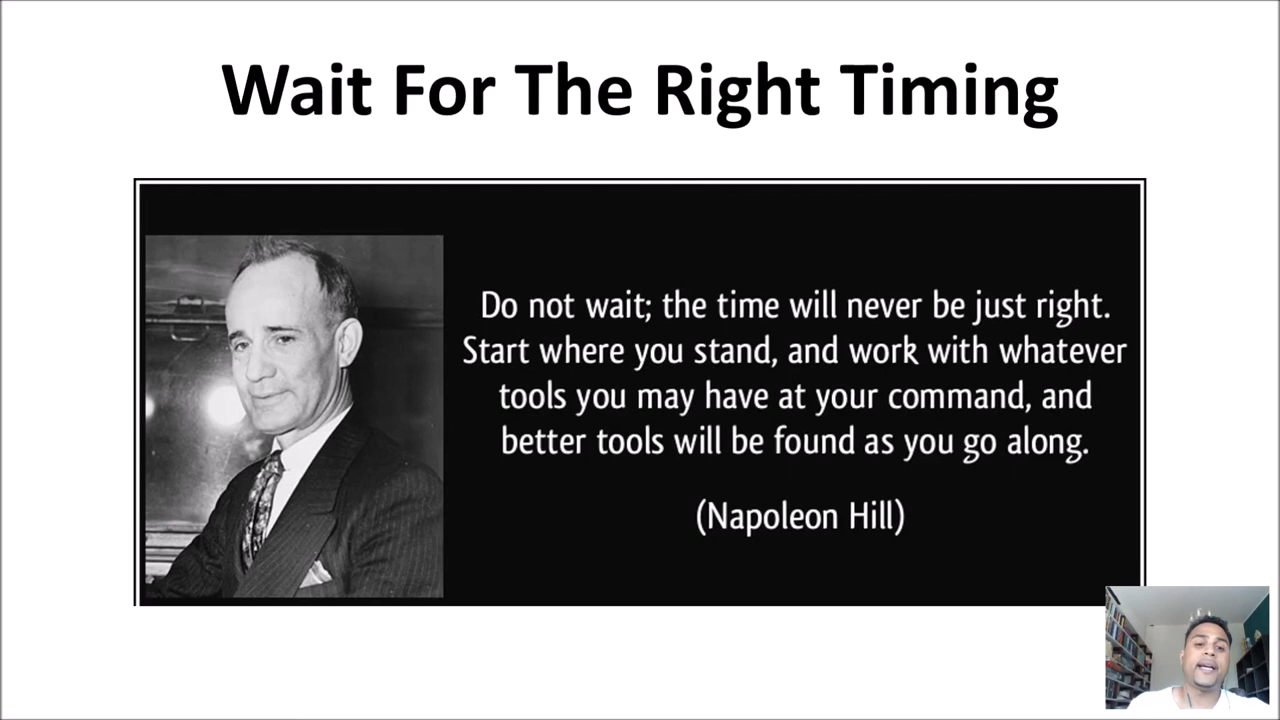 Wait For The Right Timing
Do not wait; the time will never be just right.
Start where you stand, and work with whatever
tools you may have at your command, and
better tools will be found as you go along.
(Napoleon Hill)